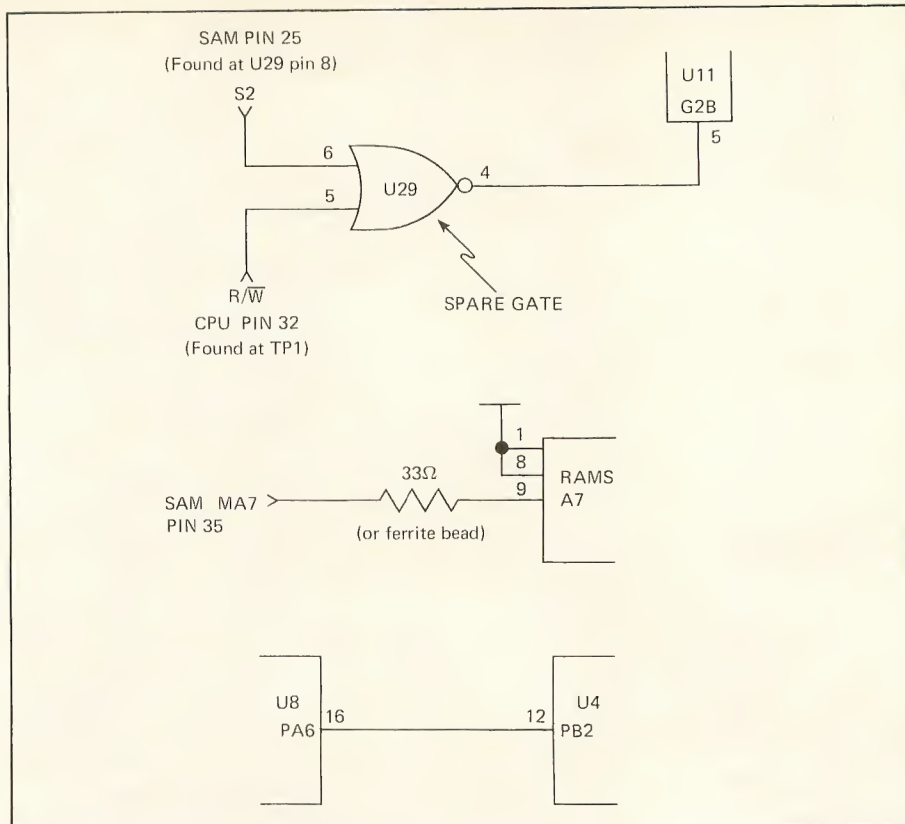 SAM PIN 25
(Found at U29 pin 8)
S2
6
5
U29
4
U11
G2B
5
R/W̅
CPU PIN 32
(Found at TP1)
SPARE GATE
1
8
9
RAMS
A7
33Ω
(or ferrite bead)
SAM MA7
PIN 35
U8
PA6
16
12
U4
PB2